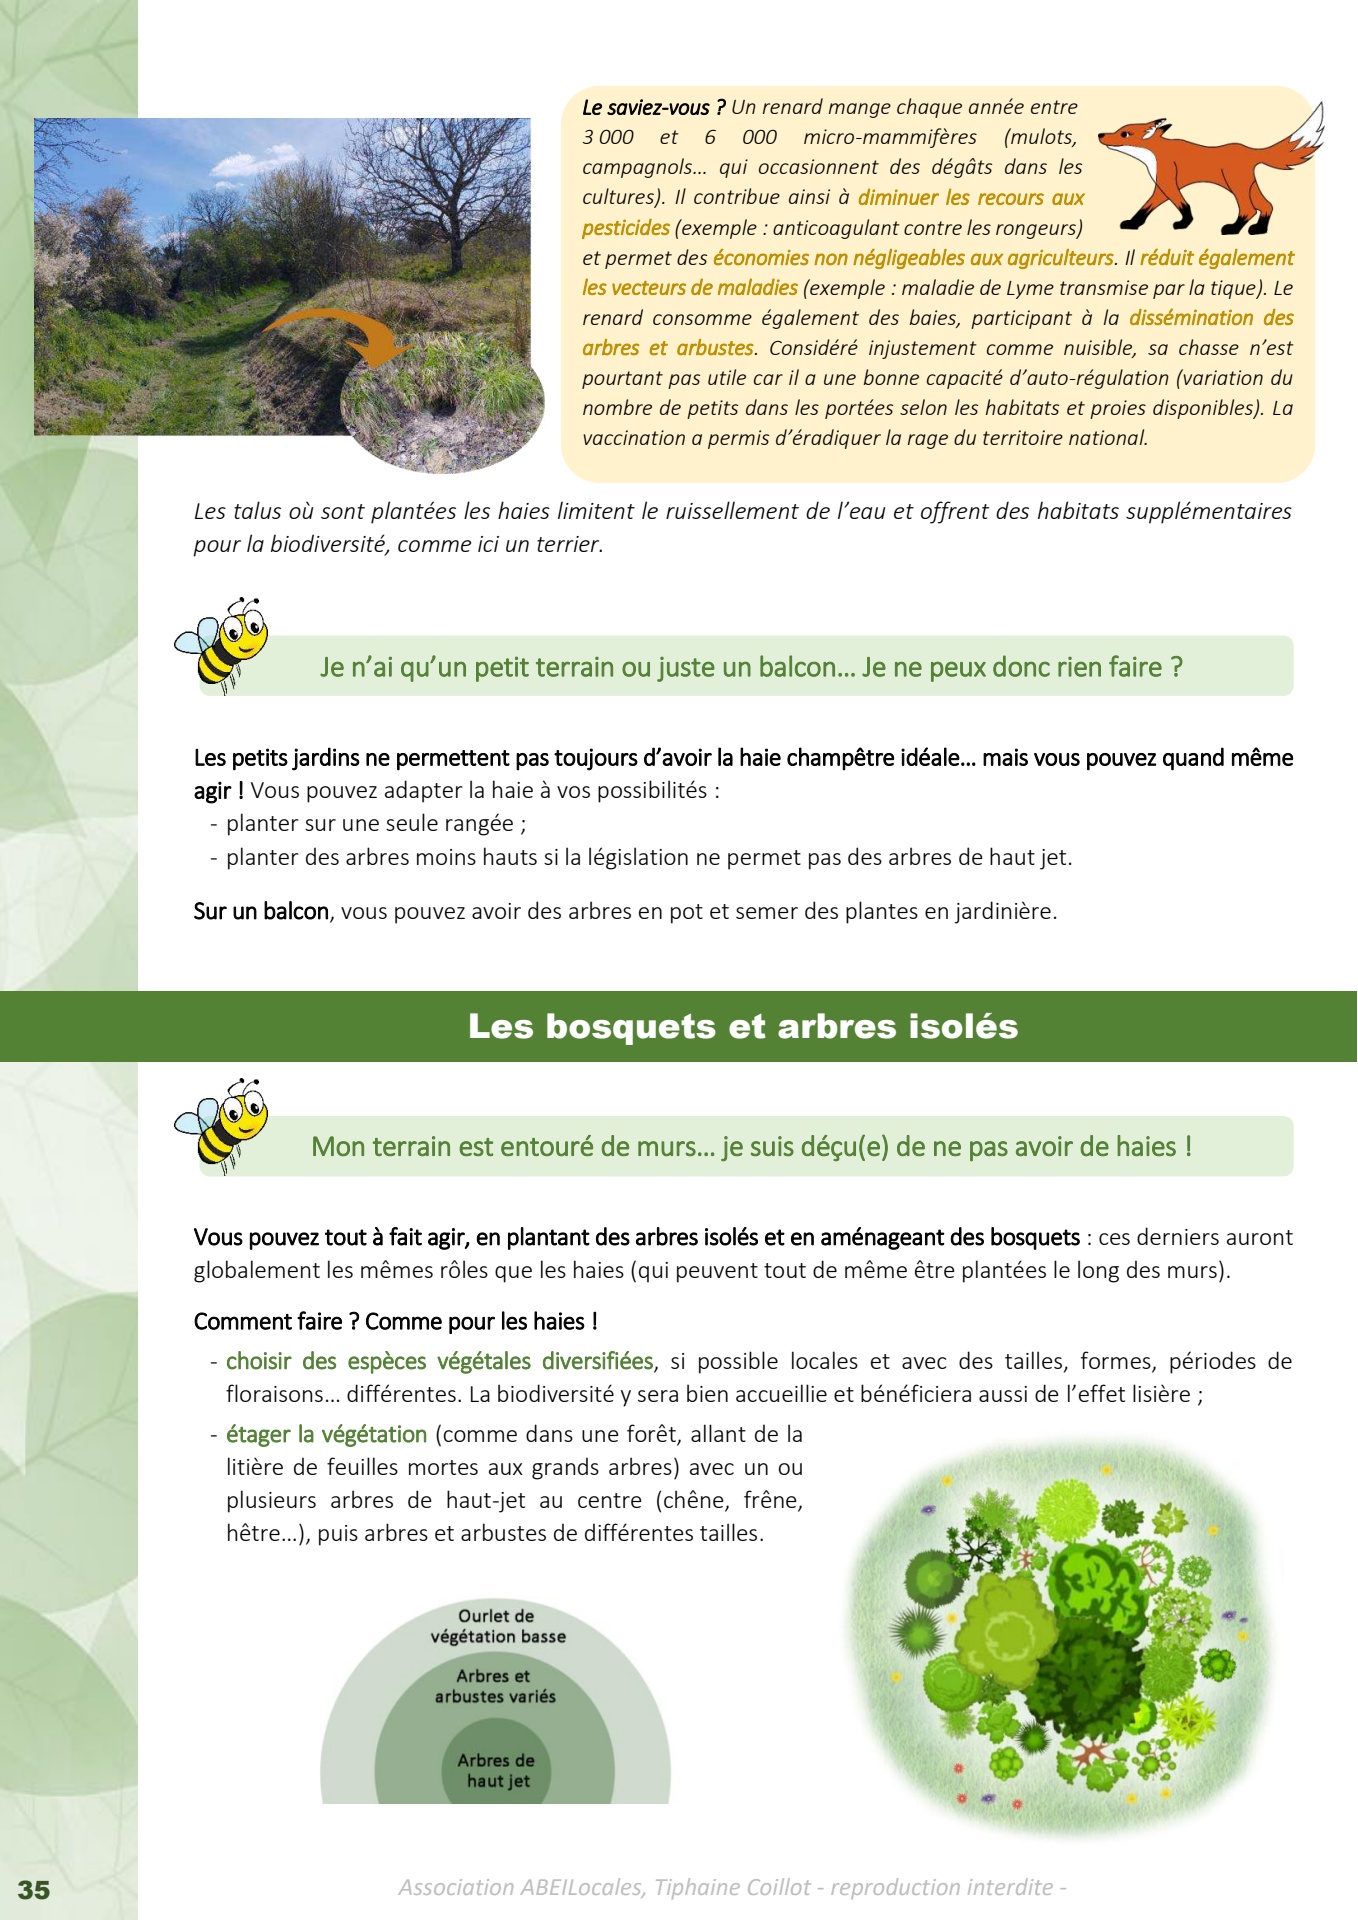 Le saviez-vous ? Un renard mange chaque année entre
3 000 et 6 000 micro-mammifères (mulots,
campagnols... qui occasionnent des dégâts dans les
cultures). Il contribue ainsi à diminuer les recours aux
pesticides (exemple : anticoagulant contre les rongeurs)
et permet des économies non négligeables aux agriculteurs. Il réduit également
les vecteurs de maladies (exemple : maladie de Lyme transmise par la tique). Le
renard consomme également des baies, participant à la dissémination des
arbres et arbustes. Considéré injustement comme nuisible, sa chasse n'est
pourtant pas utile car il a une bonne capacité d'auto-régulation (variation du
nombre de petits dans les portées selon les habitats et proies disponibles). La
vaccination a permis d'éradiquer la rage du territoire national.
Les talus où sont plantées les haies limitent le ruissellement de l'eau et offrent des habitats supplémentaires
pour la biodiversité, comme ici un terrier.
Je n'ai qu'un petit terrain ou juste un balcon... Je ne peux donc rien faire ?
Les petits jardins ne permettent pas toujours d'avoir la haie champêtre idéale... mais vous pouvez quand même
agir ! Vous pouvez adapter la haie à vos possibilités :
- planter sur une seule rangée ;
- planter des arbres moins hauts si la législation ne permet pas des arbres de haut jet.
Sur un balcon, vous pouvez avoir des arbres en pot et semer des plantes en jardinière.
Les bosquets et arbres isolés
Mon terrain est entouré de murs... je suis déçu(e) de ne pas avoir de haies !
Vous pouvez tout à fait agir, en plantant des arbres isolés et en aménageant des bosquets : ces derniers auront
globalement les mêmes rôles que les haies (qui peuvent tout de même être plantées le long des murs).
Comment faire ? Comme pour les haies !
- choisir des espèces végétales diversifiées, si possible locales et avec des tailles, formes, périodes de
floraisons... différentes. La biodiversité y sera bien accueillie et bénéficiera aussi de l'effet lisière ;
- étager la végétation (comme dans une forêt, allant de la
litière de feuilles mortes aux grands arbres) avec un ou
plusieurs arbres de haut-jet au centre (chêne, frêne,
hêtre...), puis arbres et arbustes de différentes tailles.
Ourlet de
végétation basse
Arbres et
arbustes variés
Arbres de
haut jet
35
Association ABEILocales, Tiphaine Coillot - reproduction interdite -